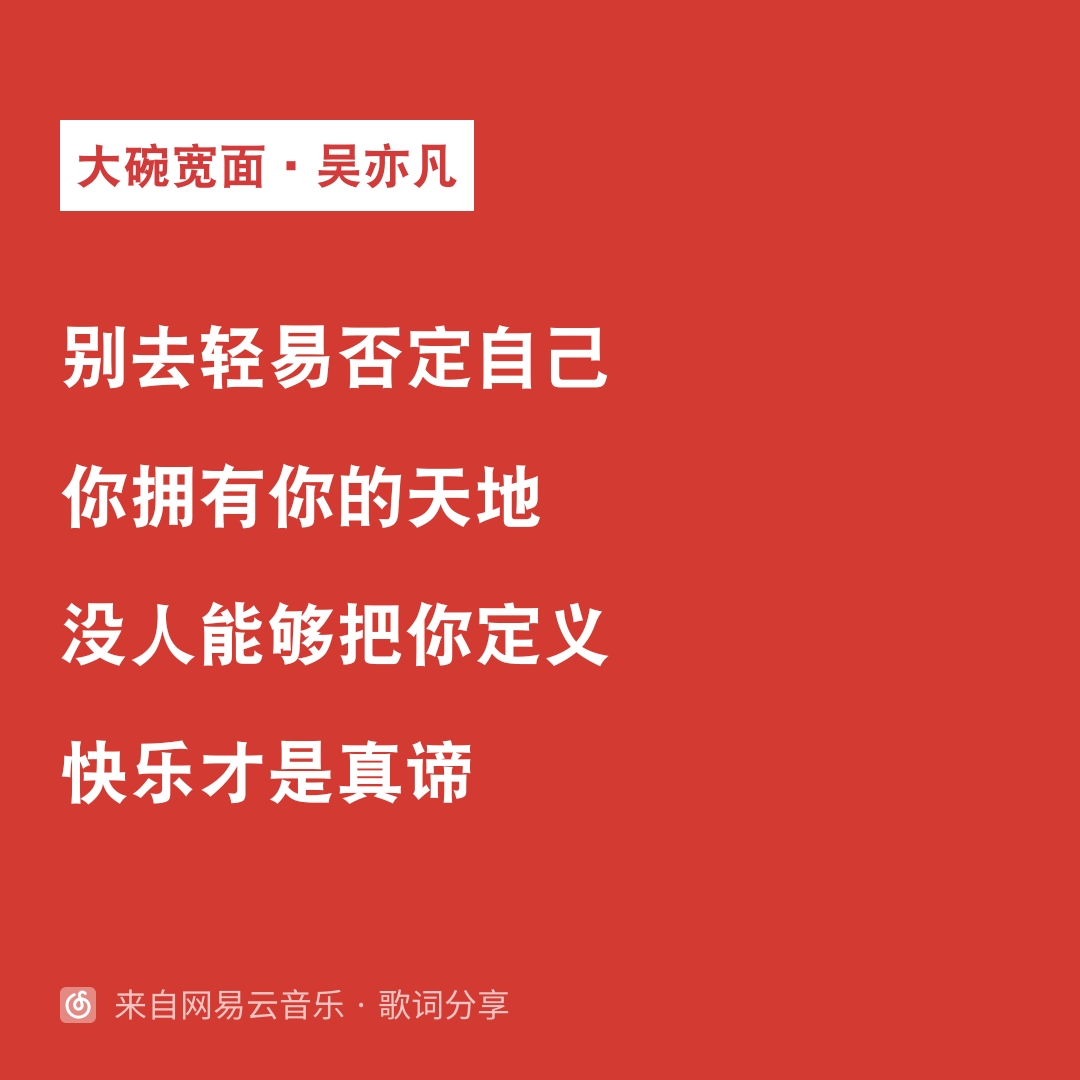 大碗宽面·吴亦凡
别去轻易否定自己
你拥有你的天地
没人能够把你定义
快乐才是真谛
来自网易云音乐·歌词分享